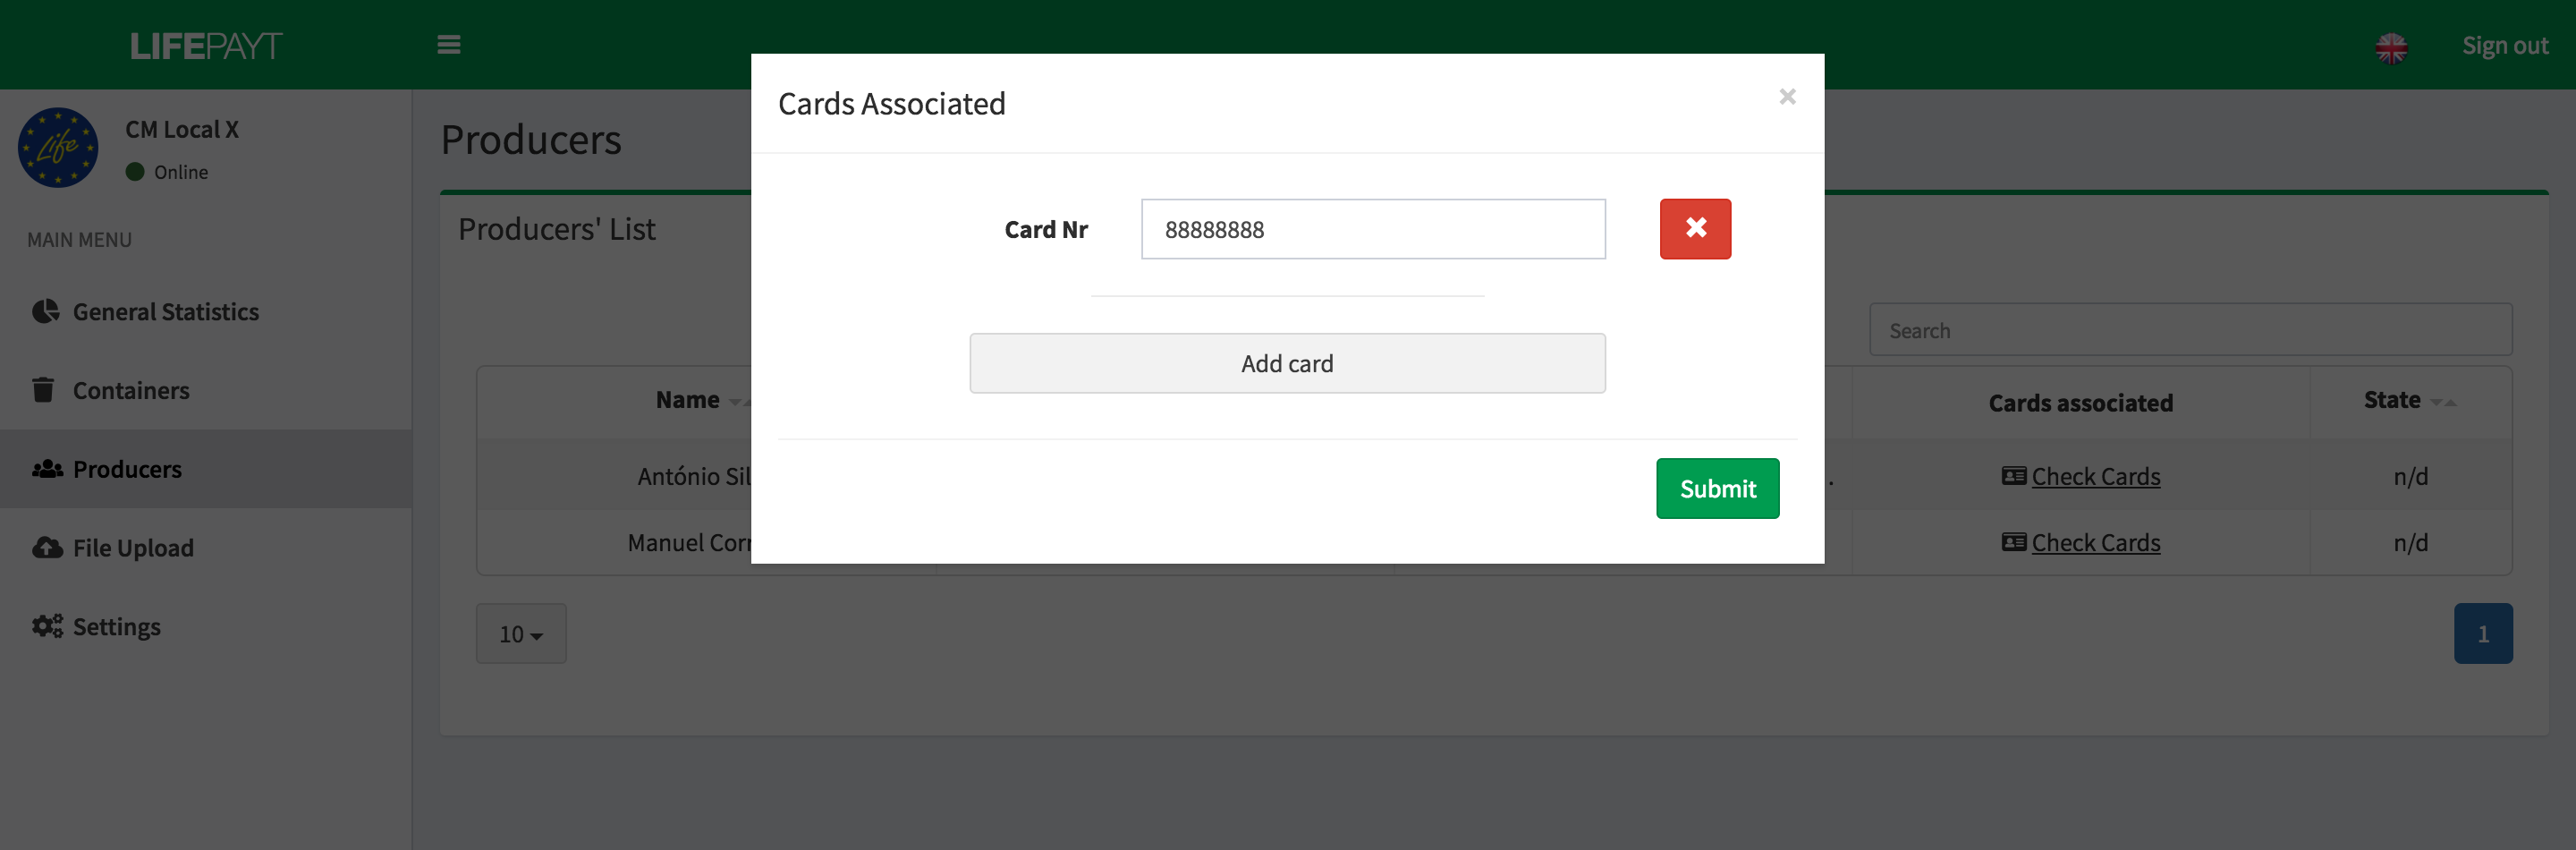 LIFEPAYT
Sign out
Life
CM Local X
Online
MAIN MENU
General Statistics
Containers
Producers
File Upload
Settings
Producers
Producers' List
Search
Name
Cards associated
State
António Sil
.
Check Cards
n/d
Manuel Corr
Check Cards
n/d
10
1
Cards Associated
×
Card Nr
88888888
Add card
Submit